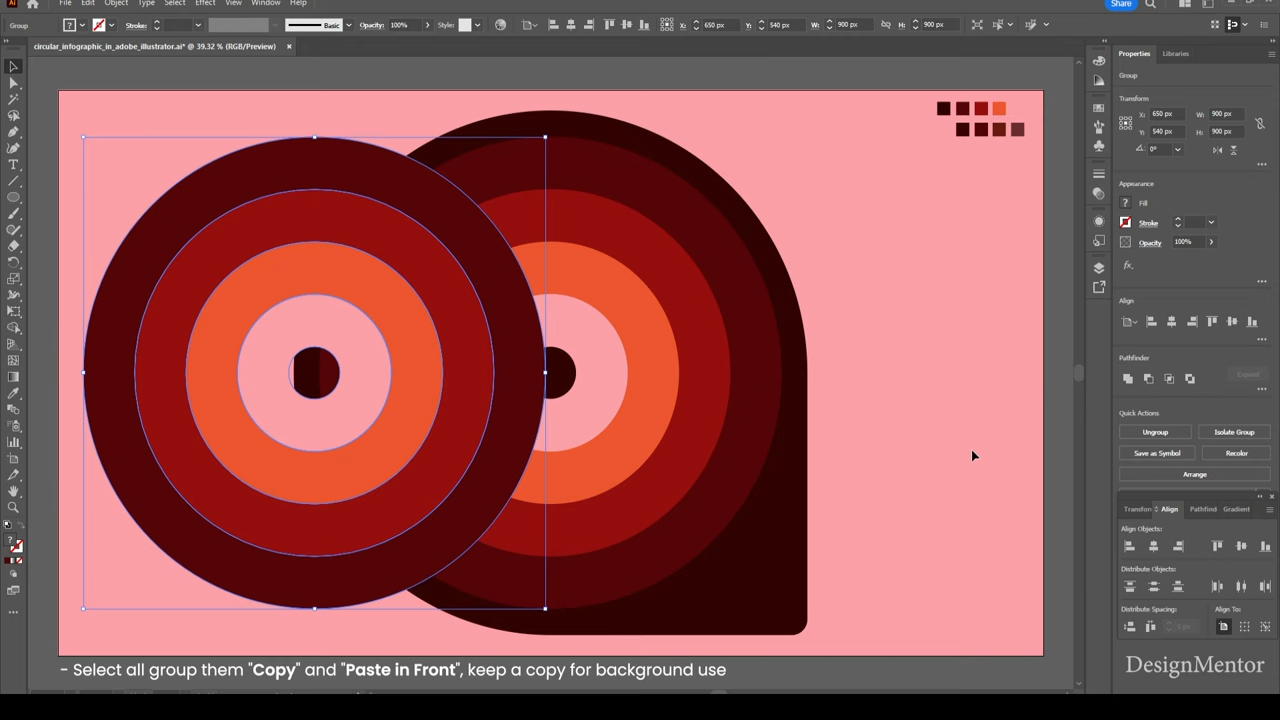 File Edit Object Type Select Effect View Window Help
Share
Group Stroke: Basic Opacity: 100% Style: X: 650 px Y: 540 px W: 900 px H: 900 px
circular_infographic_in_adobe_illustrator.ai* @ 39.32 % (RGB/Preview)
Properties Libraries
Group
Transform
X: 650 px W: 900 px
Y: 540 px H: 900 px
0°
Appearance
Fill
Stroke
Opacity 100%
fx.
Align
Pathfinder
Expand
Quick Actions
Ungroup Isolate Group
Save as Symbol Recolor
Arrange
Transform Align Pathfind Gradient
Align Objects:
Distribute Objects:
Distribute Spacing: Align To:
0 px
- Select all group them "Copy" and "Paste in Front", keep a copy for background use
DesignMentor